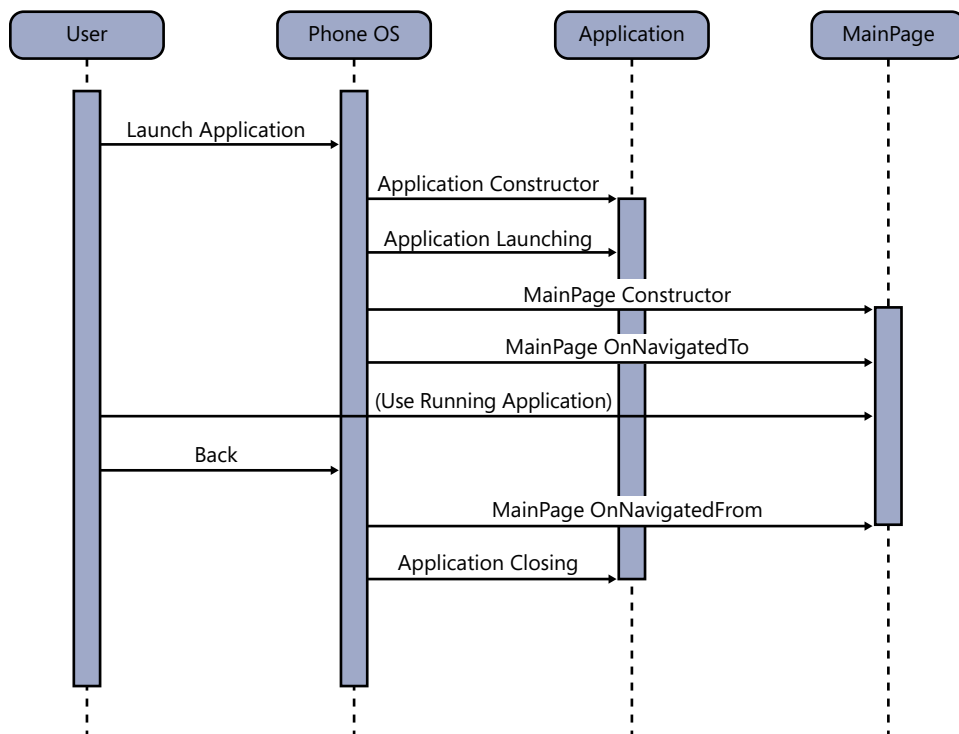 User
Phone OS
Application
MainPage
Launch Application
Application Constructor
Application Launching
MainPage Constructor
MainPage OnNavigatedTo
(Use Running Application)
Back
MainPage OnNavigatedFrom
Application Closing